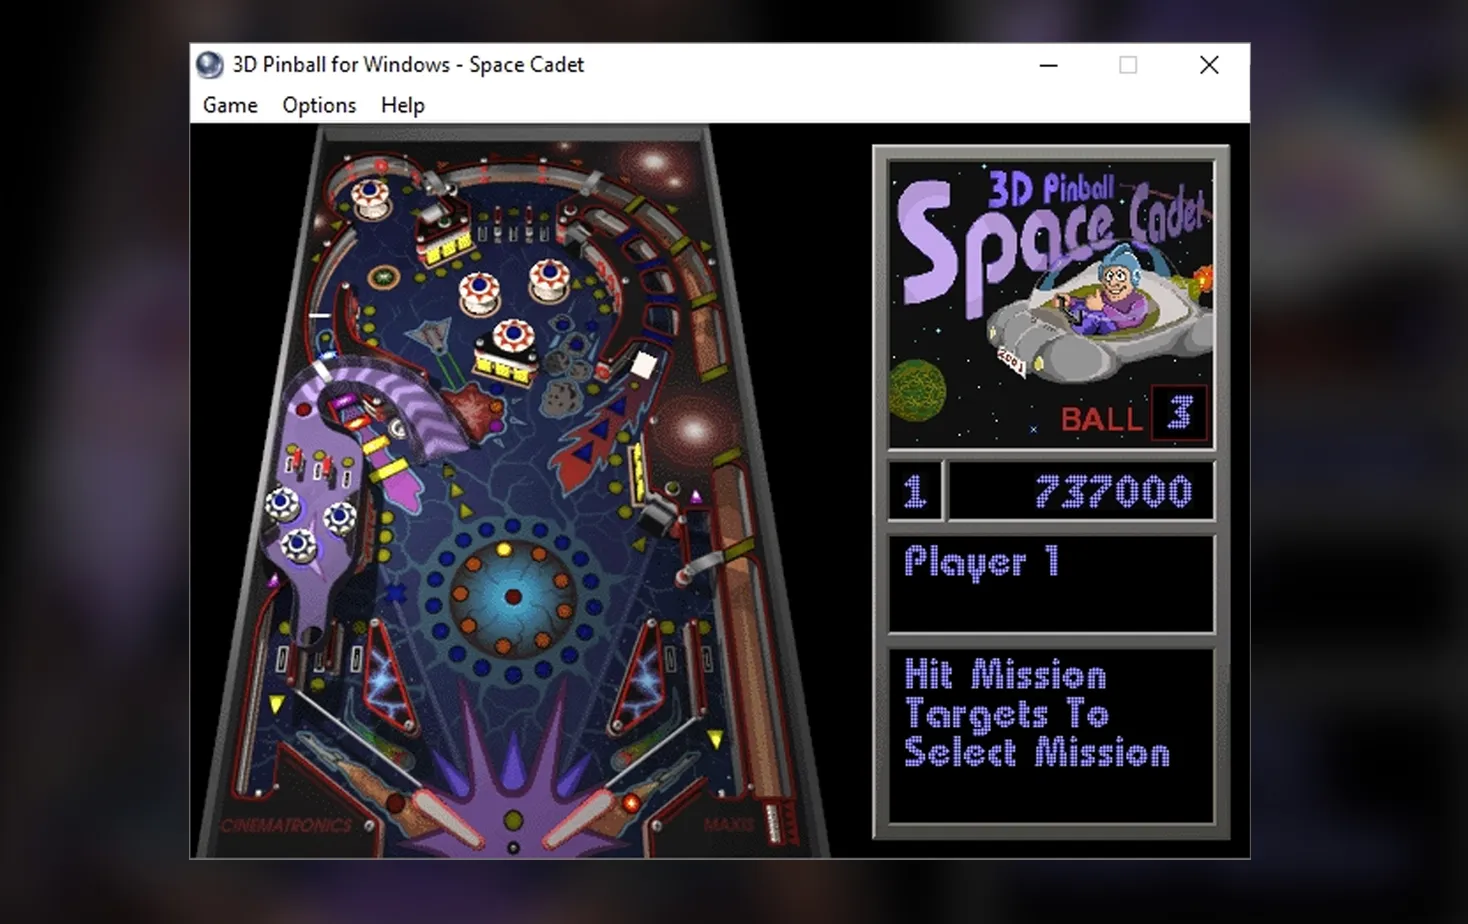 3D Pinball for Windows - Space Cadet
Game Options Help
3D Pinball
Space Cadet
2001
BALL 3
1 737000
Player 1
Hit Mission
Targets To
Select Mission
CINEMATRONICS
MAXIS